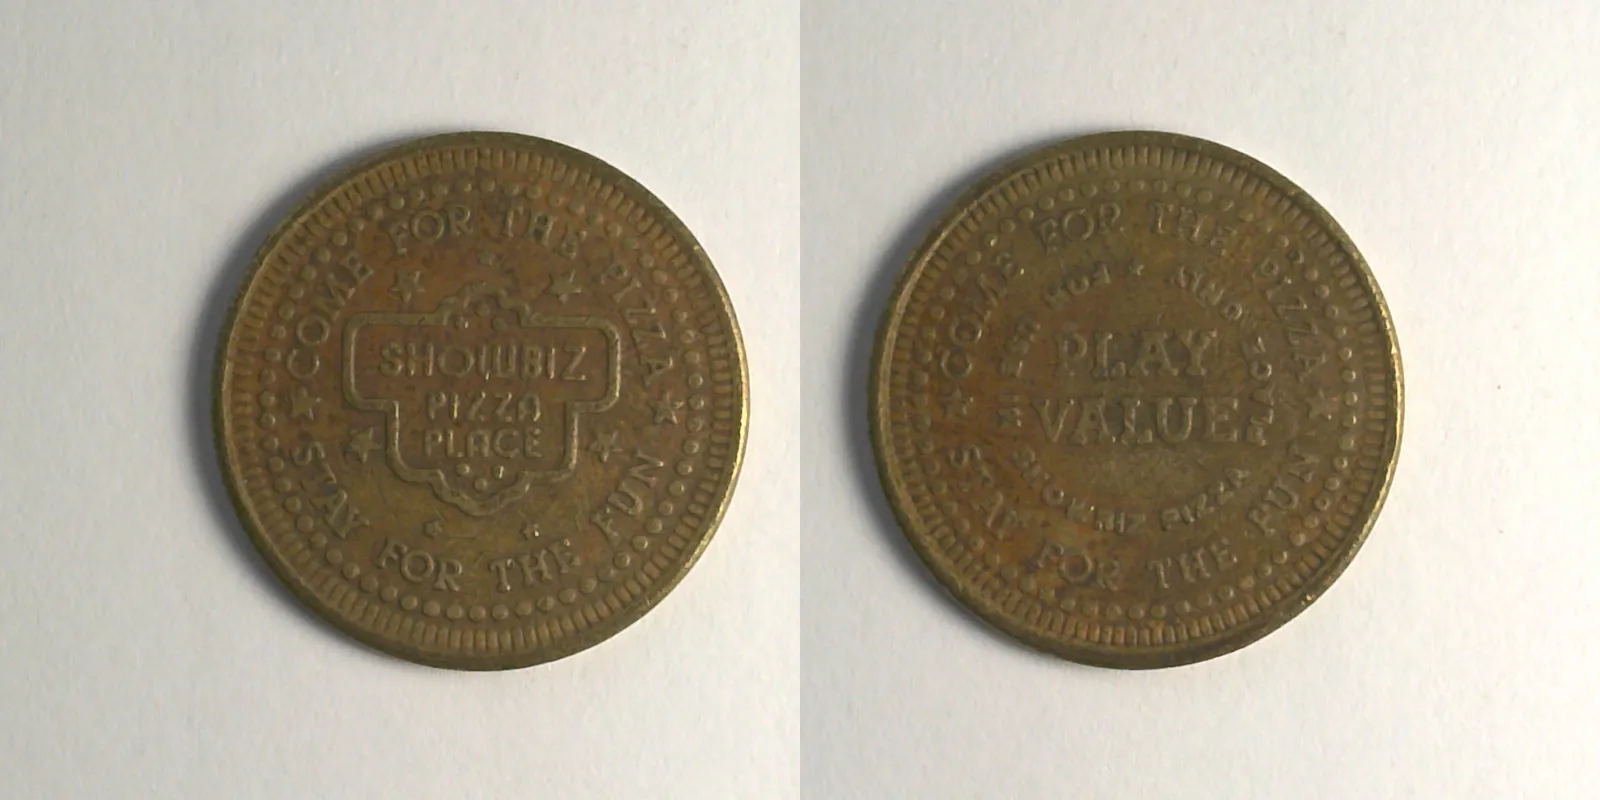 COME FOR THE PIZZA
SHOWBIZ
PIZZA
PLACE
STAY FOR THE FUN
COME FOR THE PIZZA
PLAY
VALUE
SHOWBIZ PIZZA PLACE
STAY FOR THE FUN